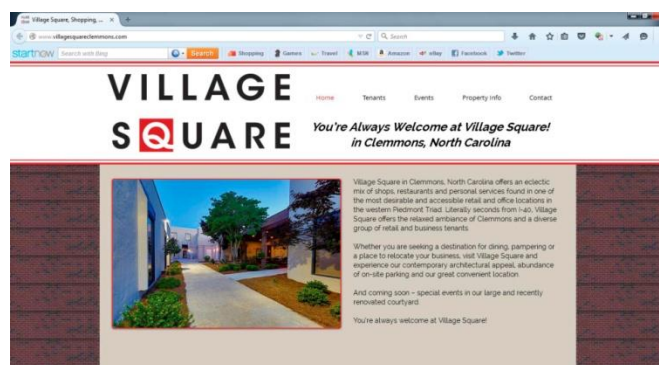 Village Square, Shopping, ...
www.villagesquareclemmons.com
Search
startnow
Search with Bing
Search
Shopping
Games
Travel
MSN
Amazon
eBay
Facebook
Twitter
VILLAGE
SQUARE
Home
Tenants
Events
Property Info
Contact
You're Always Welcome at Village Square!
in Clemmons, North Carolina
Village Square in Clemmons, North Carolina offers an eclectic
mix of shops, restaurants and personal services found in one of
the most desirable and accessible retail and office locations in
the western Piedmont Triad. Literally seconds from I-40, Village
Square offers the relaxed ambiance of Clemmons and a diverse
group of retail and business tenants
Whether you are seeking a destination for dining, pampering or
a place to relocate your business, visit Village Square and
experience our contemporary architectural appeal, abundance
of on-site parking and our great convenient location
And coming soon – special events in our large and recently
renovated courtyard
You're always welcome at Village Square!